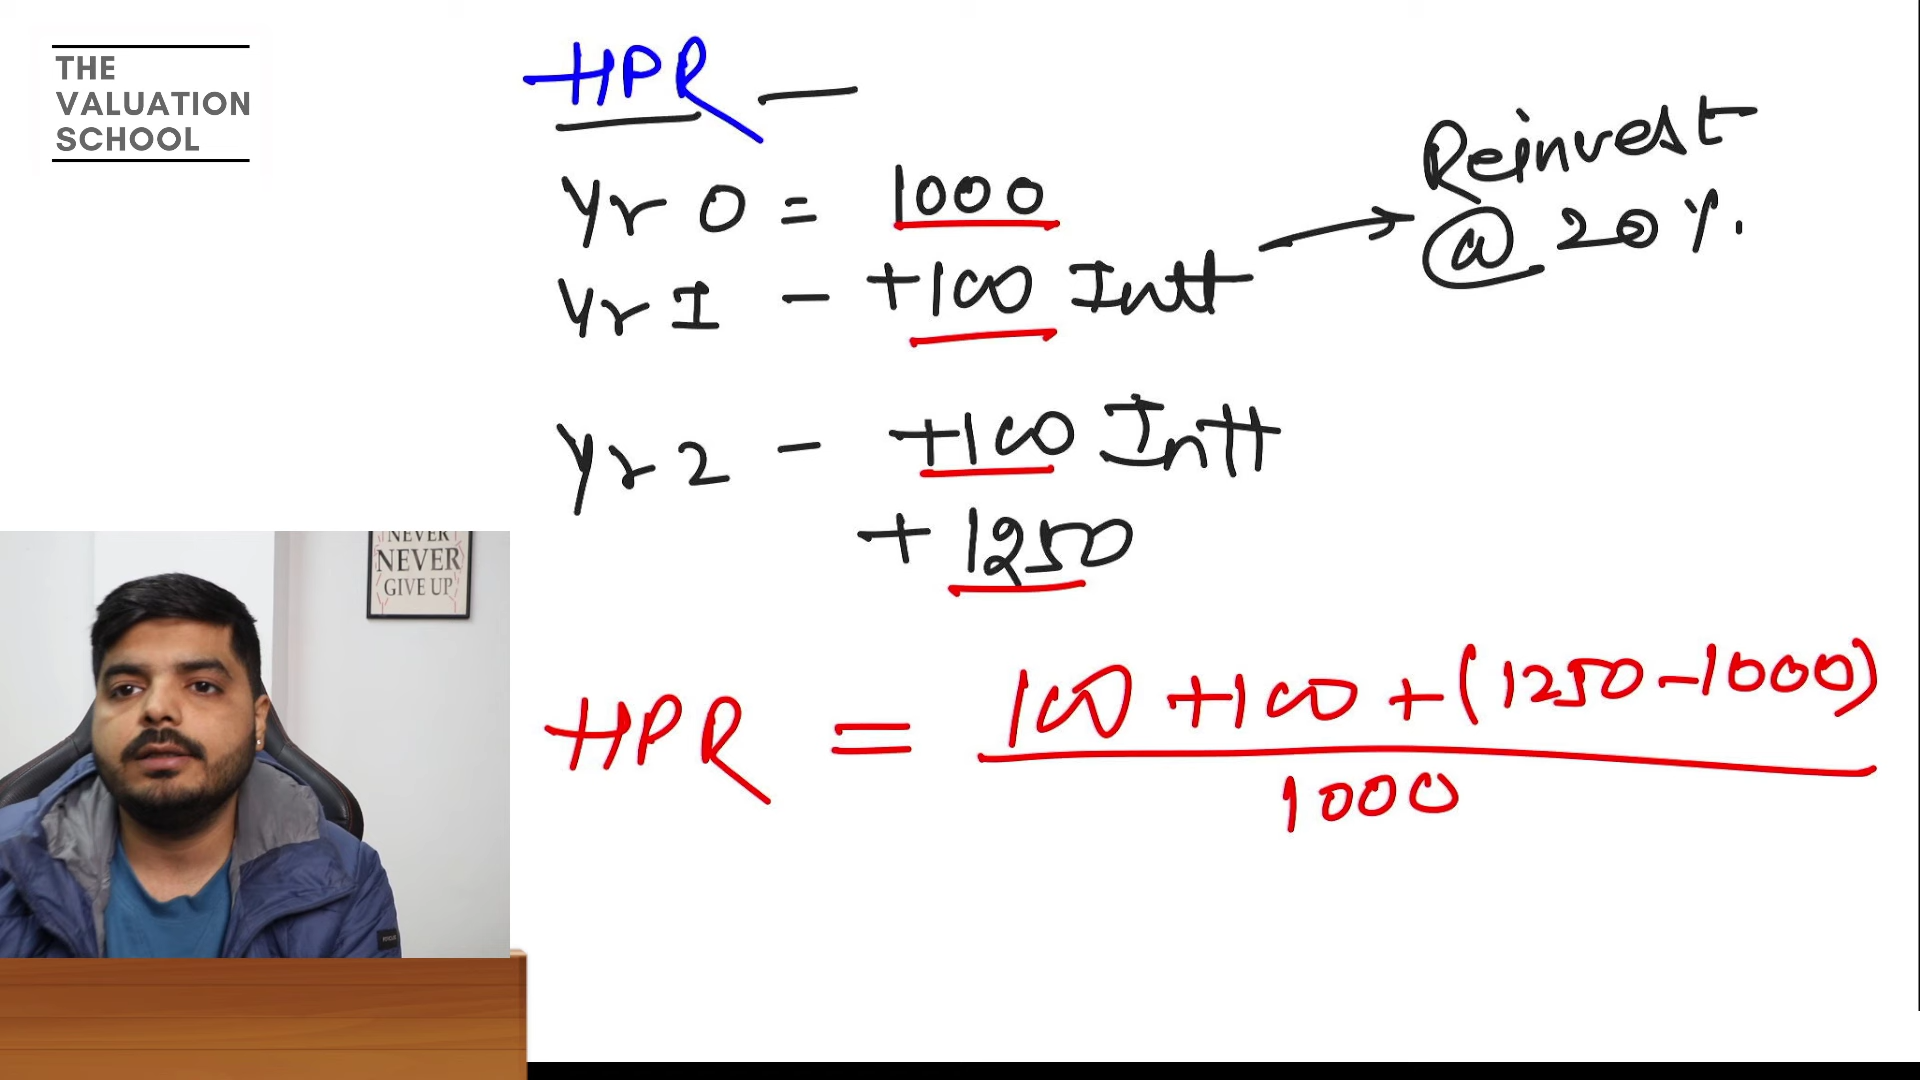 THE
VALUATION
SCHOOL
HPR —
Yr 0 = 1000
Yr I - +100 Intt → Reinvest
@ 20%.
Yr 2 - +100 Intt
+ 1250
HPR = 100 + 100 + (1250 - 1000)
1000
NEVER
NEVER
GIVE UP